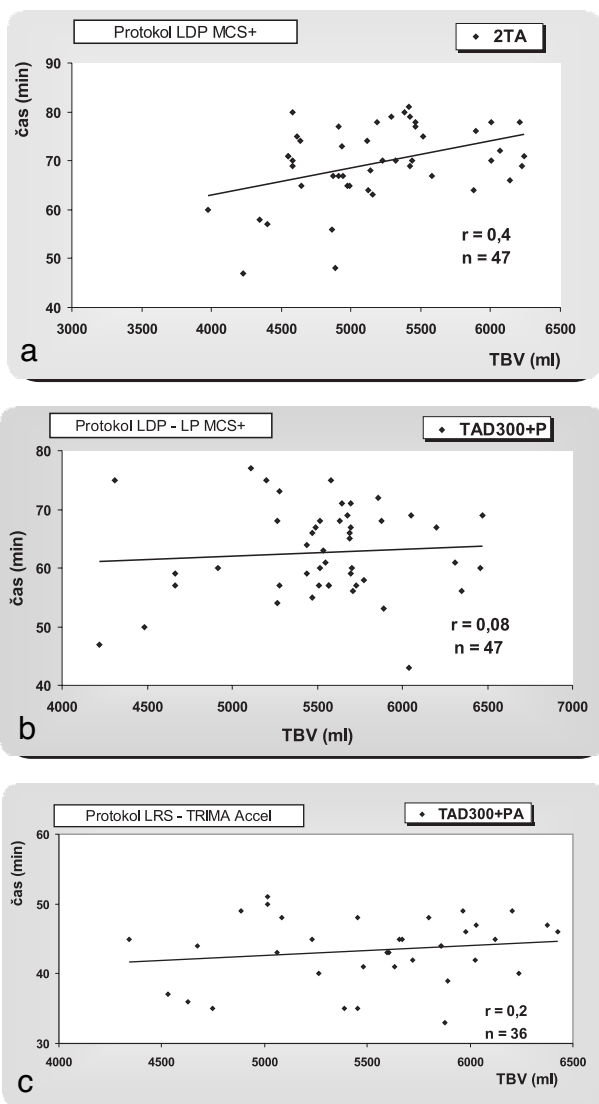 Protokol LDP MCS+
2TA
čas (min)
90
80
70
60
50
40
3000 3500 4000 4500 5000 5500 6000 6500
r = 0,4
n = 47
TBV (ml)
a
Protokol LDP - LP MCS+
TAD300+P
čas (min)
80
70
60
50
40
4000 4500 5000 5500 6000 6500 7000
r = 0,08
n = 47
TBV (ml)
b
Protokol LRS - TRIMA Accel
TAD300+PA
čas (min)
60
50
40
30
4000 4500 5000 5500 6000 6500
r = 0,2
n = 36
TBV (ml)
c